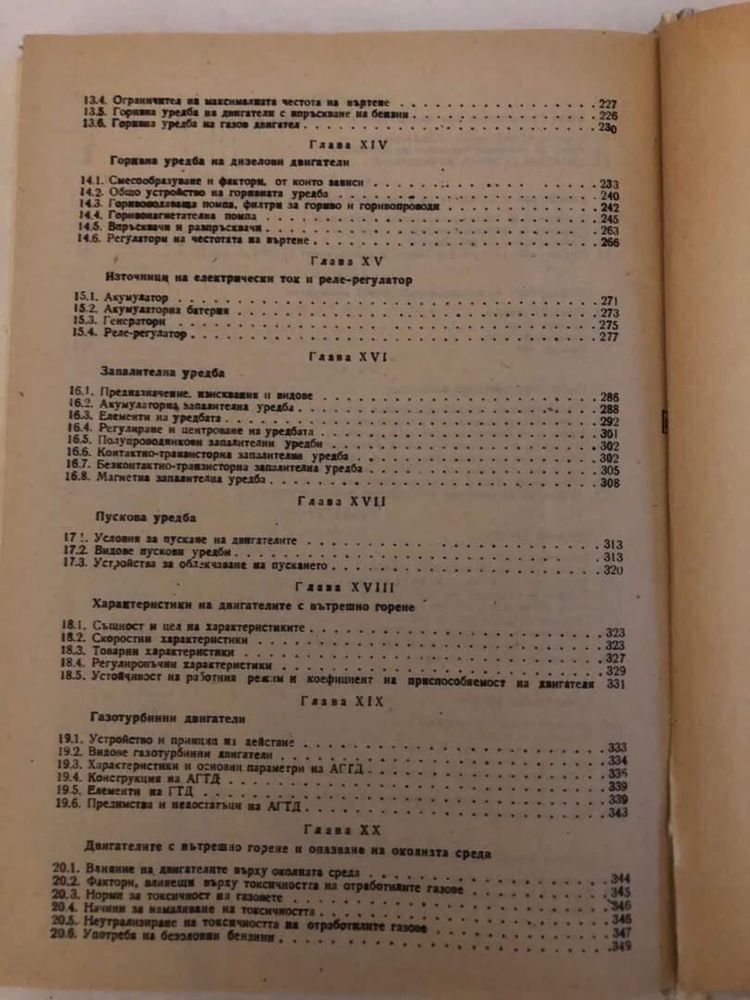 13.4. Ограничител на максималната честота на въртене . . . . . . . . . . . . 227
13.5. Горивна уредба на двигатели с впръскване на бензин . . . . . . . . . . 226
13.6. Горивна уредба на газов двигател . . . . . . . . . . . . . . . . . . 230
Глава XIV
Горивна уредба на дизелови двигатели
14.1. Смесообразуване и фактори, от които зависи . . . . . . . . . . . . . 233
14.2. Общо устройство на горивната уредба . . . . . . . . . . . . . . . . 240
14.3. Горивоподаваща помпа, филтри за гориво и горивопроводи . . . . . . . . 242
14.4. Горивонагнетателна помпа . . . . . . . . . . . . . . . . . . . . . 245
14.5. Впръсквачи и разпръсквачи . . . . . . . . . . . . . . . . . . . . . 263
14.6. Регулатори на честотата на въртене . . . . . . . . . . . . . . . . . 266
Глава XV
Източници на електрически ток и реле-регулатор
15.1. Акумулатор . . . . . . . . . . . . . . . . . . . . . . . . . . . 271
15.2. Акумулаторна батерия . . . . . . . . . . . . . . . . . . . . . . . 273
15.3. Генератори . . . . . . . . . . . . . . . . . . . . . . . . . . . 275
15.4. Реле-регулатор . . . . . . . . . . . . . . . . . . . . . . . . . . 277
Глава XVI
Запалителна уредба
16.1. Предназначение, изисквания и видове . . . . . . . . . . . . . . . . 286
16.2. Акумулаторна запалителна уредба . . . . . . . . . . . . . . . . . . 288
16.3. Елементи на уредбата . . . . . . . . . . . . . . . . . . . . . . . 292
16.4. Регулиране и центроване на уредбата . . . . . . . . . . . . . . . . 301
16.5. Полупроводникови запалителни уредби . . . . . . . . . . . . . . . . 302
16.6. Контактно-транзисторна запалителна уредба . . . . . . . . . . . . . 302
16.7. Безконтактно-транзисторна запалителна уредба . . . . . . . . . . . . 305
16.8. Магнетна запалителна уредба . . . . . . . . . . . . . . . . . . . . 308
Глава XVII
Пускова уредба
17 1. Условия за пускане на двигателите . . . . . . . . . . . . . . . . . 313
17.2. Видове пускови уредби . . . . . . . . . . . . . . . . . . . . . . 313
17.3. Устройства за облекчаване на пускането . . . . . . . . . . . . . . . 320
Глава XVIII
Характеристики на двигателите с вътрешно горене
18.1. Същност и цел на характеристиките . . . . . . . . . . . . . . . . . 323
18.2. Скоростни характеристики . . . . . . . . . . . . . . . . . . . . . 323
18.3. Товарни характеристики . . . . . . . . . . . . . . . . . . . . . . 327
18.4. Регулировъчни характеристики . . . . . . . . . . . . . . . . . . . 329
18.5. Устойчивост на работния режим и коефициент на приспособяемост на двигателя 331
Глава XIX
Газотурбинни двигатели
19.1. Устройство и принцип на действие . . . . . . . . . . . . . . . . . 333
19.2. Видове газотурбинни двигатели . . . . . . . . . . . . . . . . . . . 334
19.3. Характеристики и основни параметри на АГТД . . . . . . . . . . . . . 336
19.4. Конструкция на АГТД . . . . . . . . . . . . . . . . . . . . . . . 339
19.5. Елементи на ГТД . . . . . . . . . . . . . . . . . . . . . . . . . 339
19.6. Предимства и недостатъци на АГТД . . . . . . . . . . . . . . . . . 343
Глава XX
Двигателите с вътрешно горене и опазване на околната среда
20.1. Влияние на двигателите върху околната среда . . . . . . . . . . . . 344
20.2. Фактори, влияещи върху токсичността на отработилите газове . . . . . . 345
20.3. Норми за токсичност на газовете . . . . . . . . . . . . . . . . . . 346
20.4. Начини за намаляване на токсичността . . . . . . . . . . . . . . . . 346
20.5. Неутрализиране на токсичността на отработилите газове . . . . . . . . 347
20.6. Употреба на безоловни бензини . . . . . . . . . . . . . . . . . . . 349